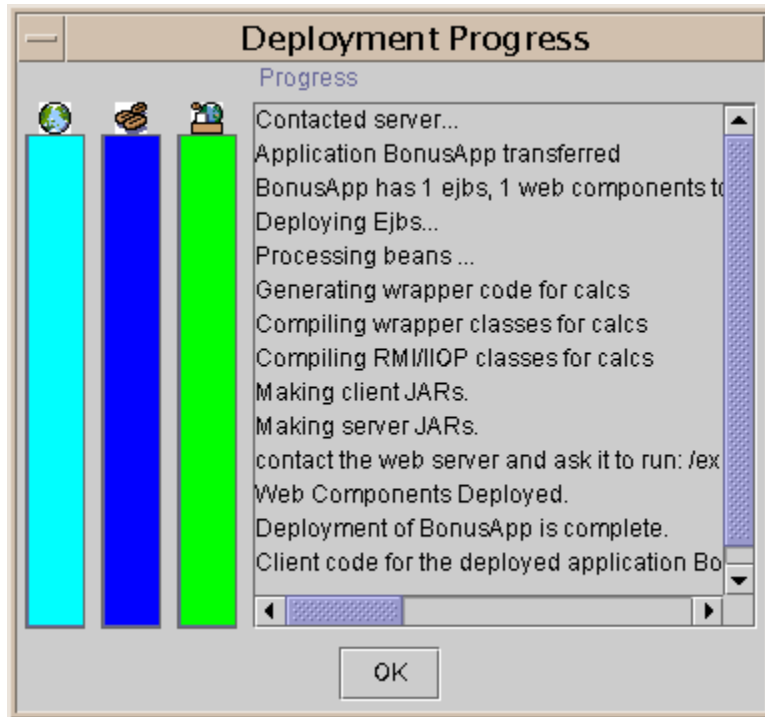 Deployment Progress
Progress
Contacted server...
Application BonusApp transferred
BonusApp has 1 ejbs, 1 web components to
Deploying Ejbs...
Processing beans ...
Generating wrapper code for calcs
Compiling wrapper classes for calcs
Compiling RMI/IIOP classes for calcs
Making client JARs.
Making server JARs.
contact the web server and ask it to run: /ex
Web Components Deployed.
Deployment of BonusApp is complete.
Client code for the deployed application Bo
OK